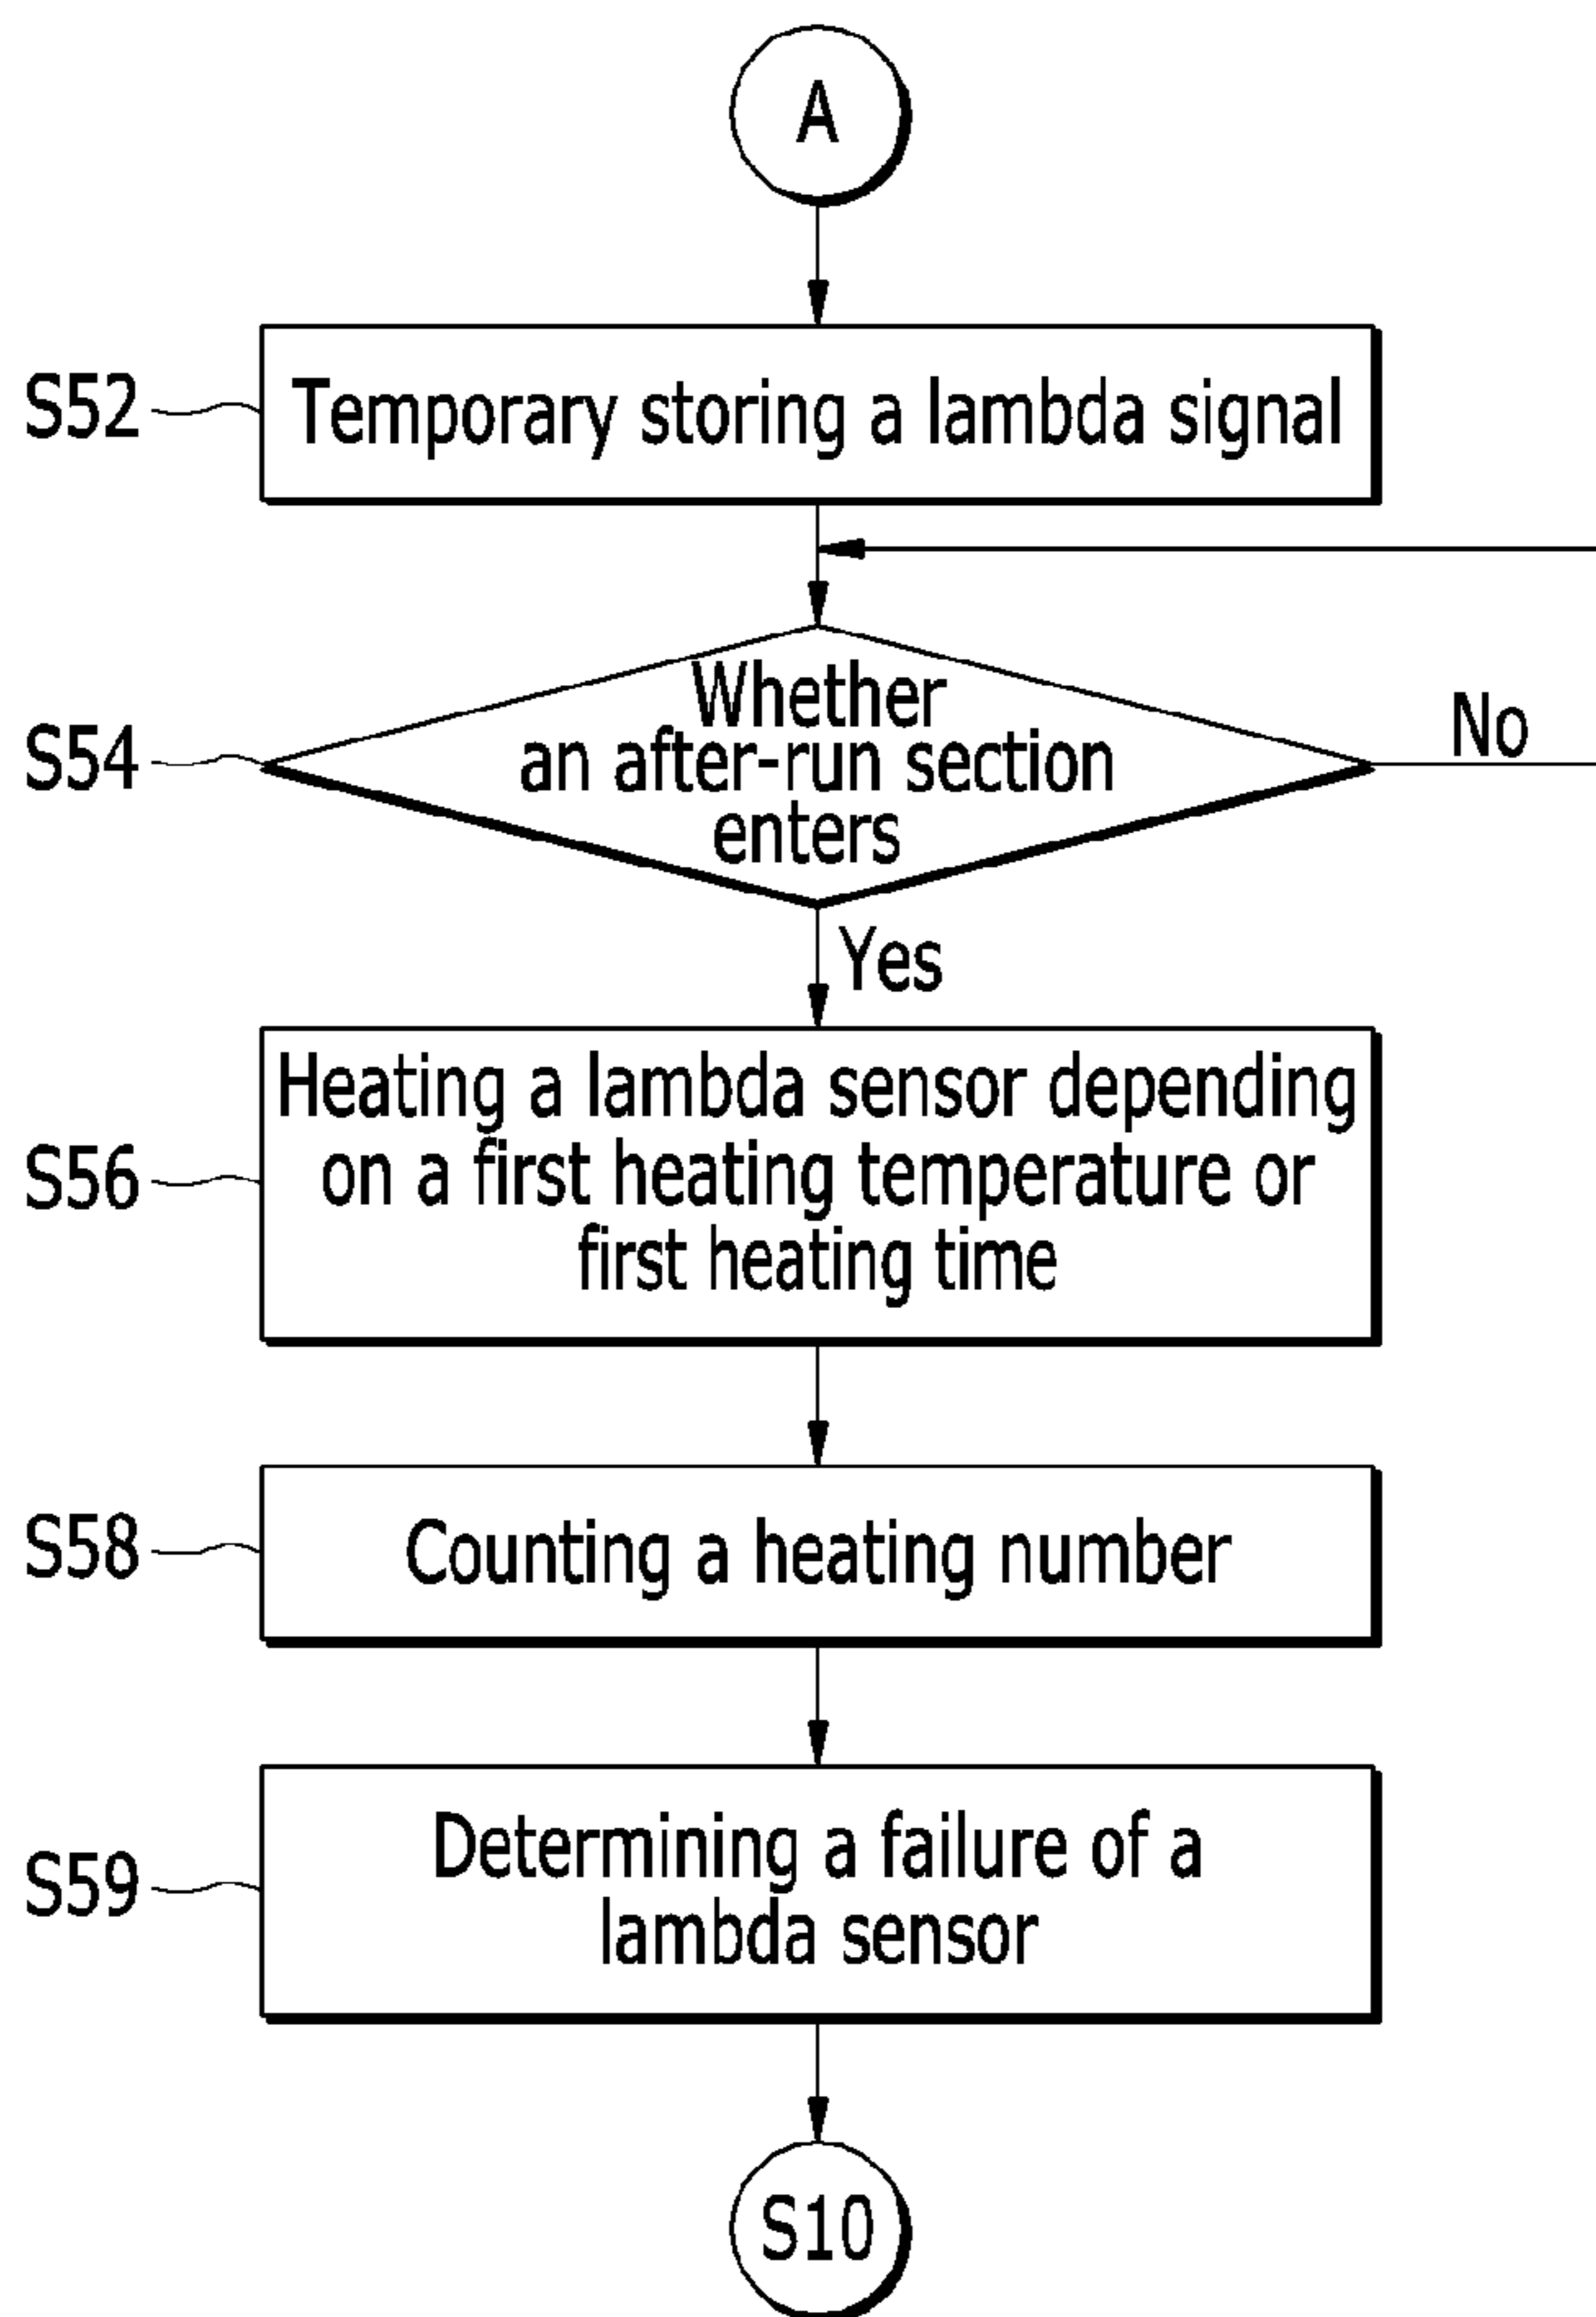 A
S52
Temporary storing a lambda signal
S54
Whether
an after-run section
enters
No
Yes
S56
Heating a lambda sensor depending
on a first heating temperature or
first heating time
S58
Counting a heating number
S59
Determining a failure of a
lambda sensor
S10